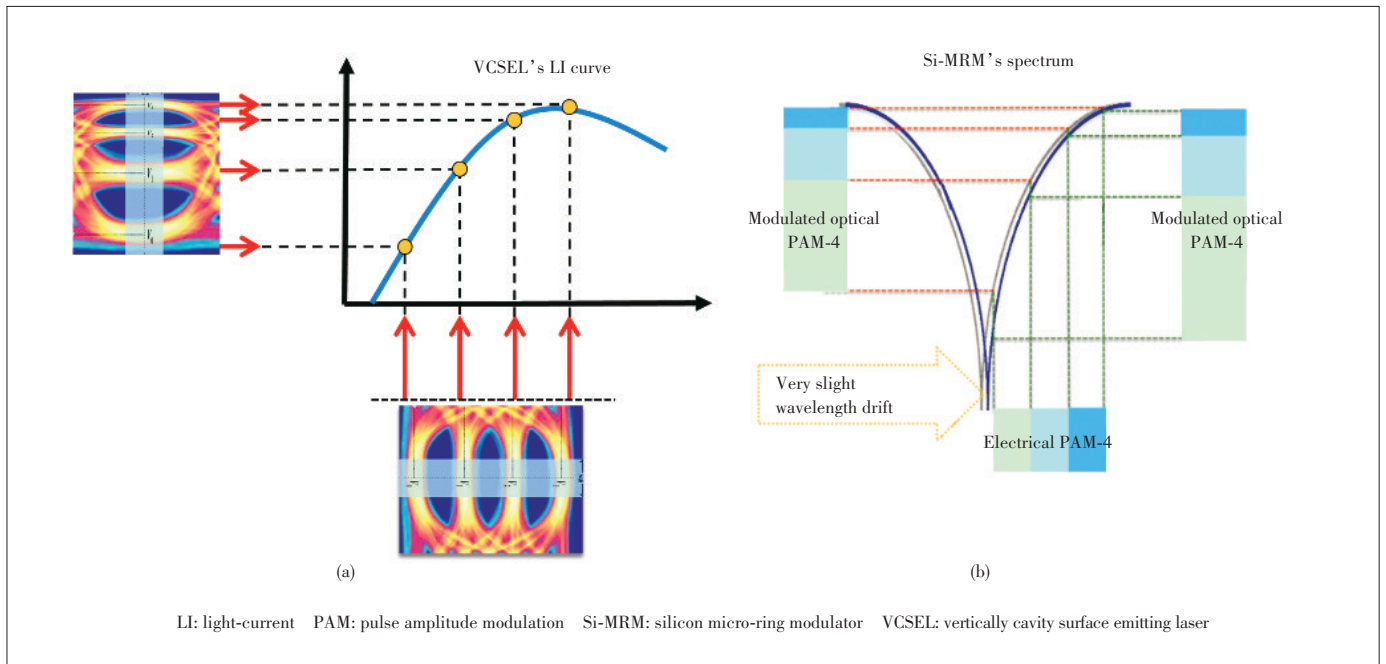 VCSEL's LI curve
Si-MRM's spectrum
Modulated optical
PAM-4
Modulated optical
PAM-4
Very slight
wavelength drift
Electrical PAM-4
(a)
(b)
LI: light-current PAM: pulse amplitude modulation Si-MRM: silicon micro-ring modulator VCSEL: vertically cavity surface emitting laser